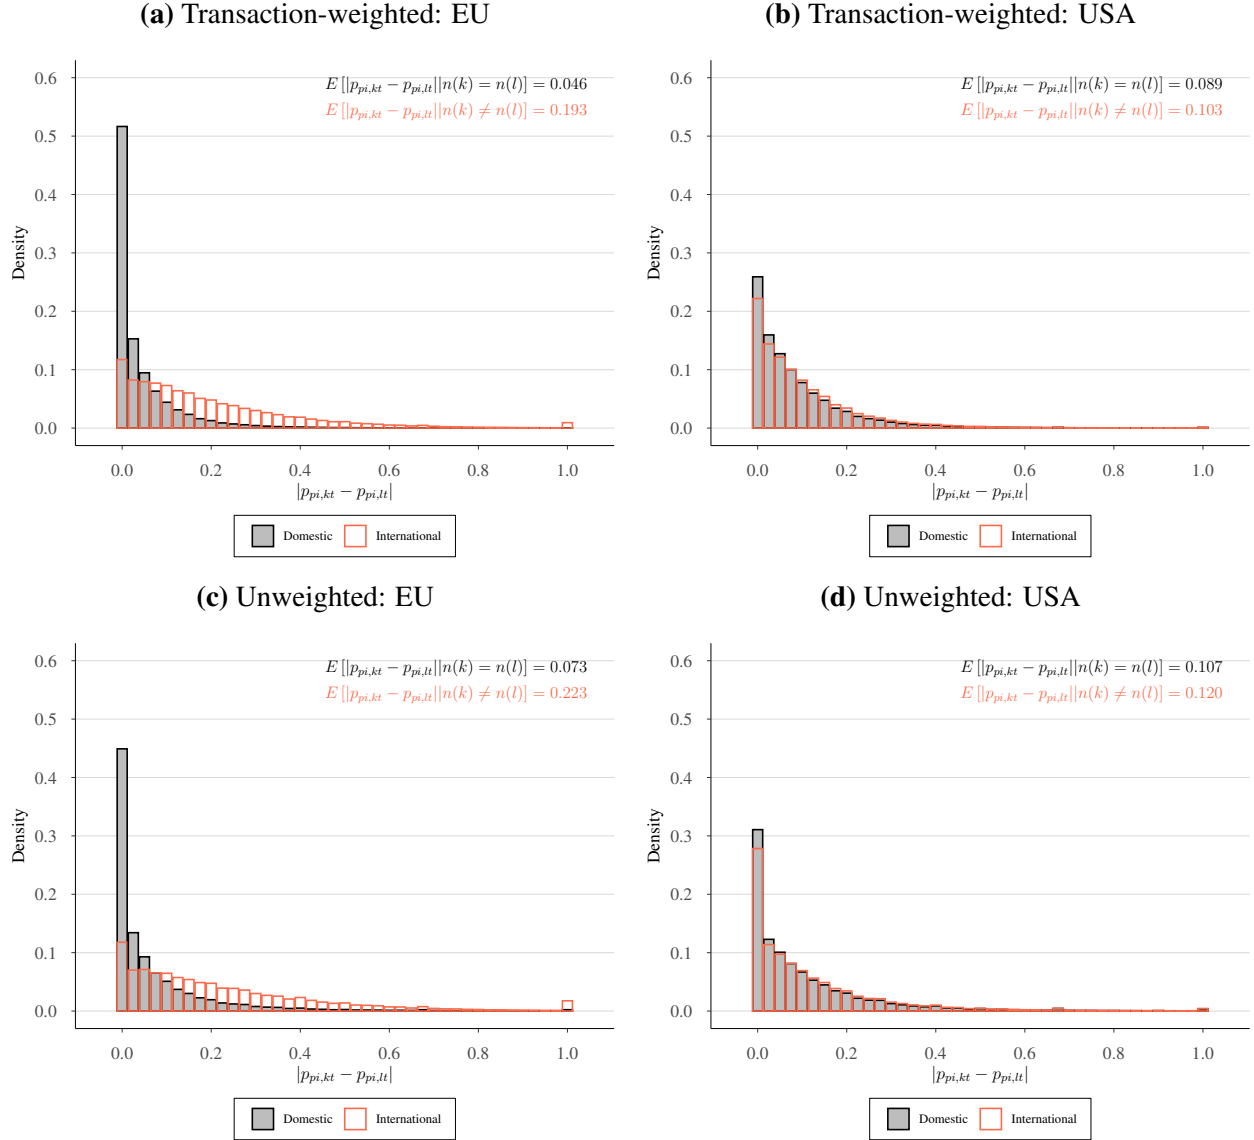 (a) Transaction-weighted: EU
E [|p_{pi,kt} − p_{pi,lt}||n(k) = n(l)] = 0.046
E [|p_{pi,kt} − p_{pi,lt}||n(k) ≠ n(l)] = 0.193
Density
0.6
0.5
0.4
0.3
0.2
0.1
0.0
0.0 0.2 0.4 0.6 0.8 1.0
|p_{pi,kt} − p_{pi,lt}|
Domestic International
(b) Transaction-weighted: USA
E [|p_{pi,kt} − p_{pi,lt}||n(k) = n(l)] = 0.089
E [|p_{pi,kt} − p_{pi,lt}||n(k) ≠ n(l)] = 0.103
Density
0.6
0.5
0.4
0.3
0.2
0.1
0.0
0.0 0.2 0.4 0.6 0.8 1.0
|p_{pi,kt} − p_{pi,lt}|
Domestic International
(c) Unweighted: EU
E [|p_{pi,kt} − p_{pi,lt}||n(k) = n(l)] = 0.073
E [|p_{pi,kt} − p_{pi,lt}||n(k) ≠ n(l)] = 0.223
Density
0.6
0.5
0.4
0.3
0.2
0.1
0.0
0.0 0.2 0.4 0.6 0.8 1.0
|p_{pi,kt} − p_{pi,lt}|
Domestic International
(d) Unweighted: USA
E [|p_{pi,kt} − p_{pi,lt}||n(k) = n(l)] = 0.107
E [|p_{pi,kt} − p_{pi,lt}||n(k) ≠ n(l)] = 0.120
Density
0.6
0.5
0.4
0.3
0.2
0.1
0.0
0.0 0.2 0.4 0.6 0.8 1.0
|p_{pi,kt} − p_{pi,lt}|
Domestic International